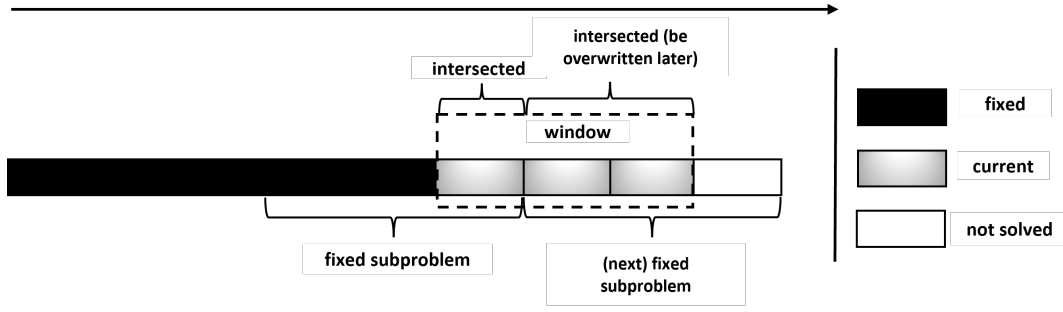 intersected (be
overwritten later)
intersected
window
fixed
current
not solved
fixed subproblem
(next) fixed
subproblem